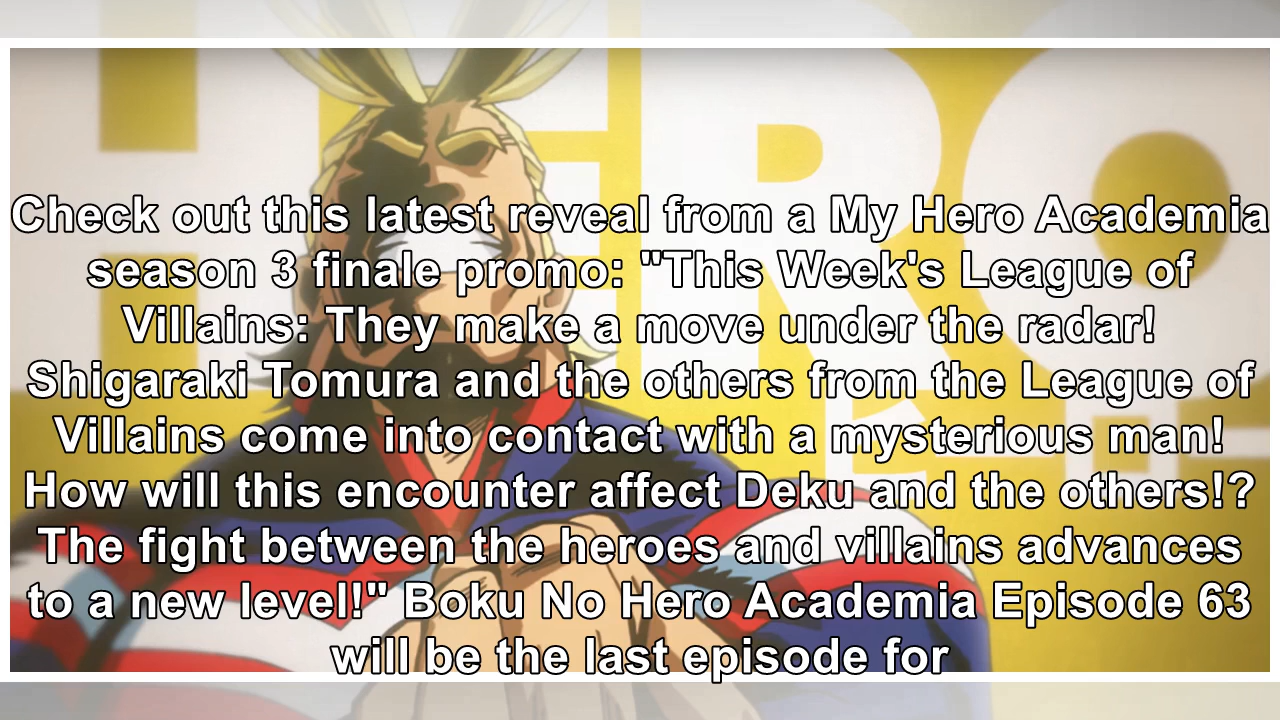 HERO
Check out this latest reveal from a My Hero Academia
season 3 finale promo: "This Week's League of
Villains: They make a move under the radar!
Shigaraki Tomura and the others from the League of
Villains come into contact with a mysterious man!
How will this encounter affect Deku and the others!?
The fight between the heroes and villains advances
to a new level!" Boku No Hero Academia Episode 63
will be the last episode for